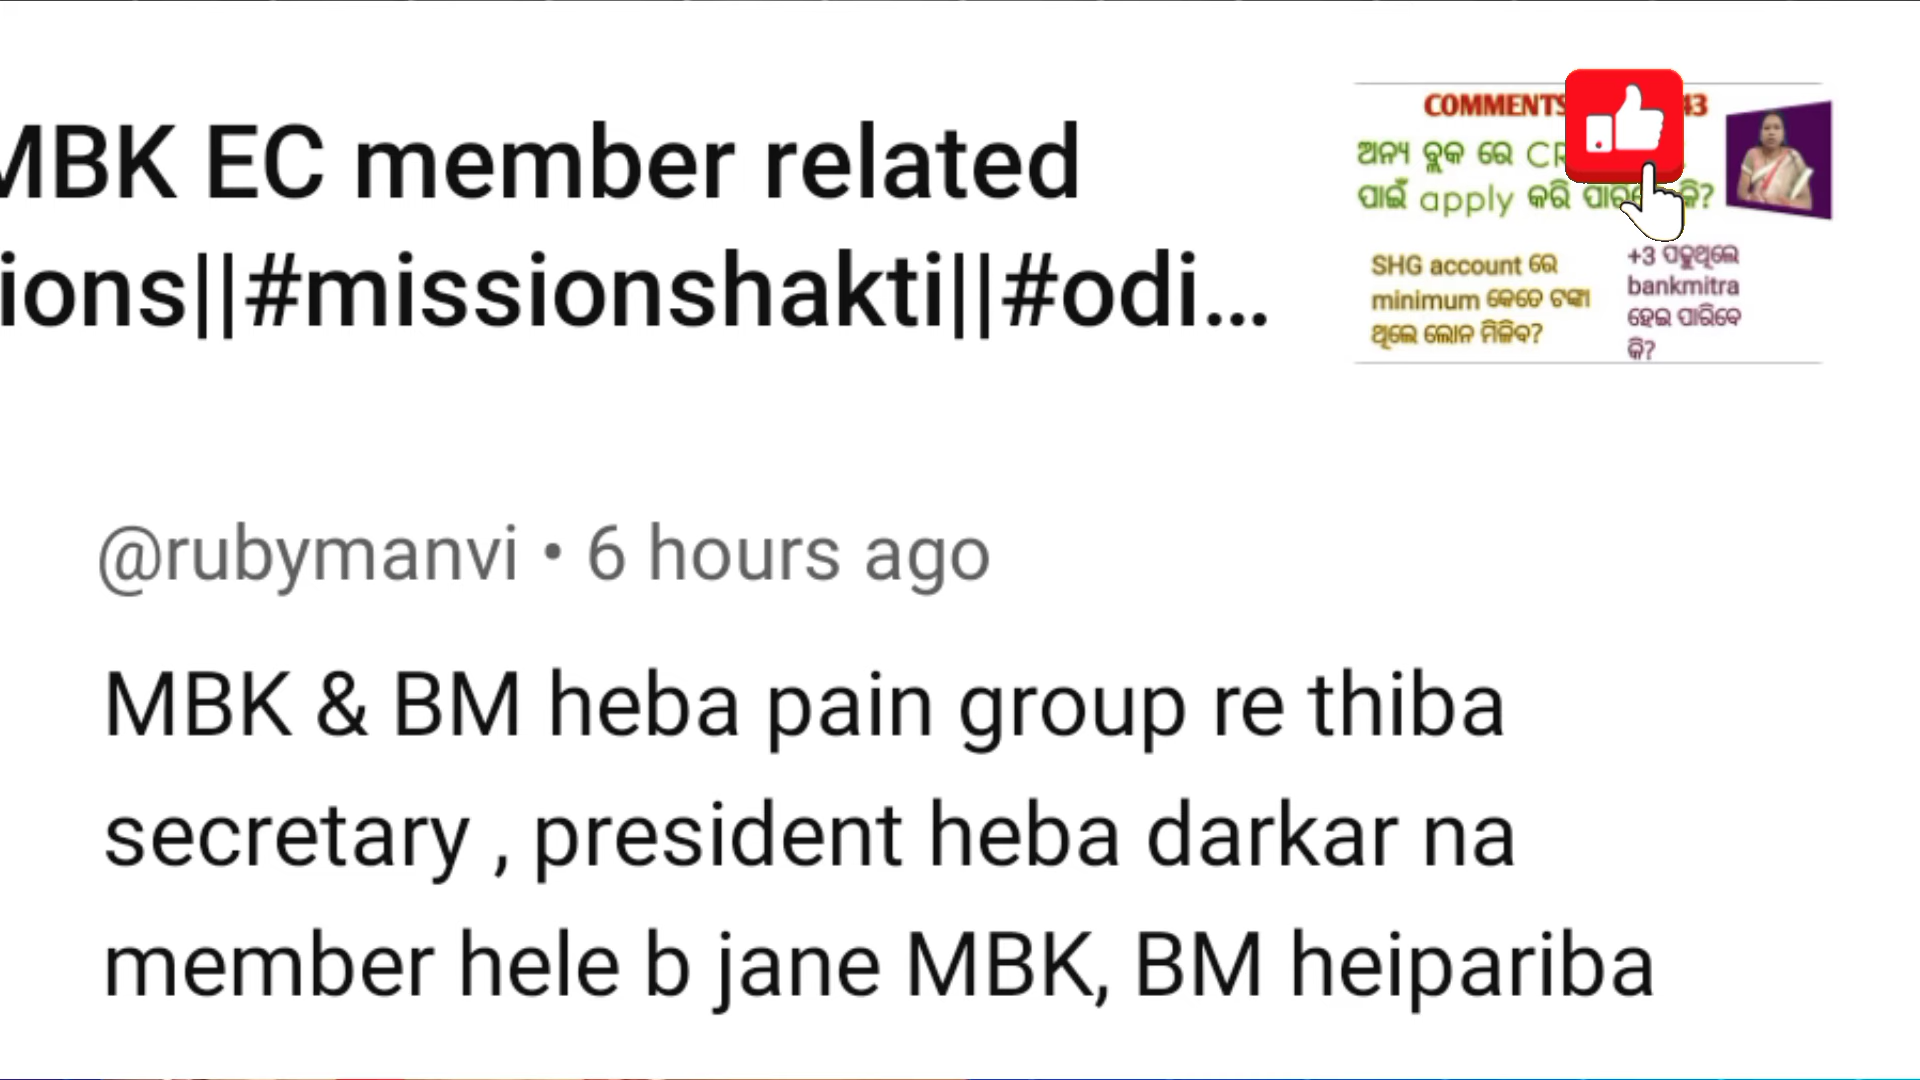 MBK EC member related
ions||#missionshakti||#odi...
COMMENTS 43
ଅନ୍ୟ ବ୍ଲକ ରେ
ପାଇଁ apply କରି କି?
SHG account ରେ
minimum କେତେ ଟଙ୍କା
ଥିଲେ ଲୋନ ମିଳିବ?
+3 ପଢୁଥିଲେ
bankmitra
ହେଇ ପାରିବେ
କି?
@rubymanvi • 6 hours ago
MBK & BM heba pain group re thiba
secretary , president heba darkar na
member hele b jane MBK, BM heipariba